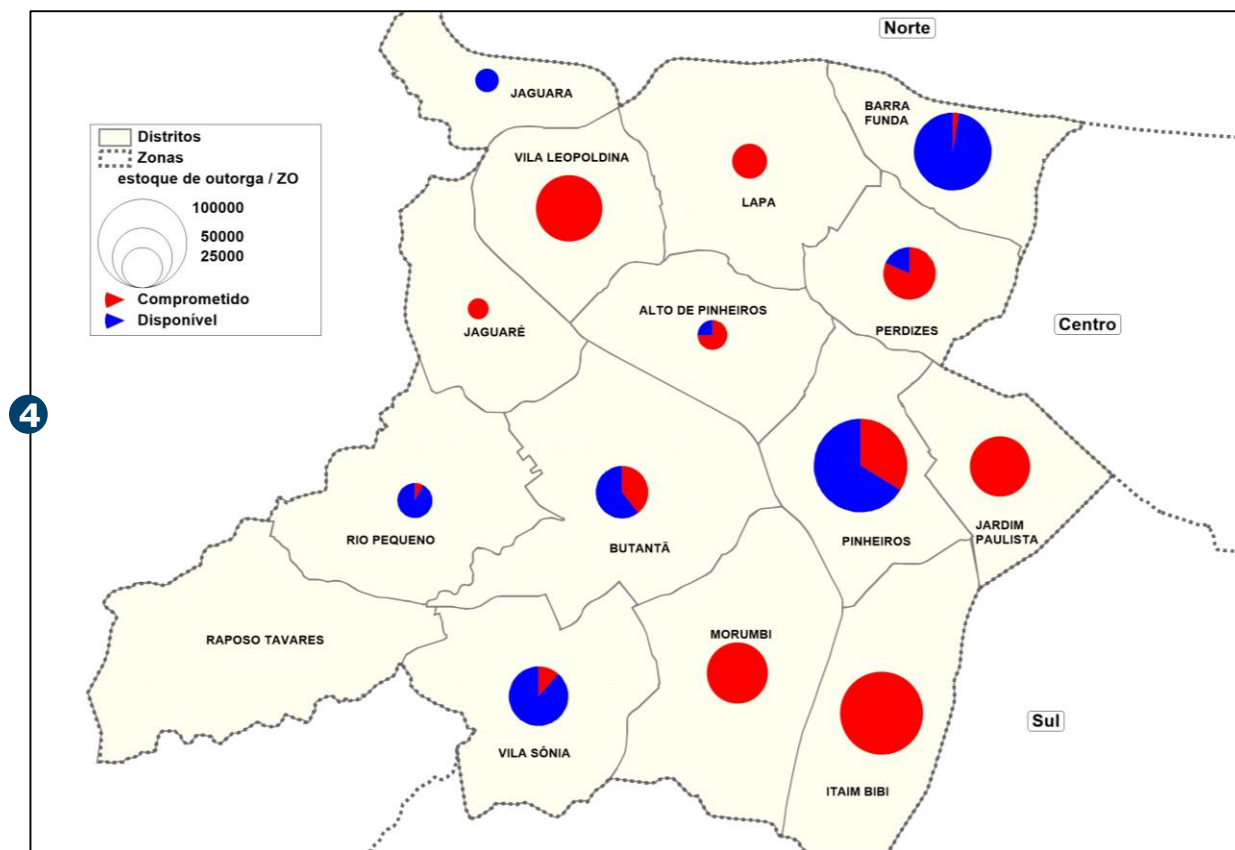 Norte
JAGUARA
BARRA
FUNDA
Distritos
Zonas
estoque de outorga / ZO
100000
50000
25000
Comprometido
Disponível
VILA LEOPOLDINA
LAPA
PERDIZES
Centro
ALTO DE PINHEIROS
JAGUARÉ
4
RIO PEQUENO
BUTANTÃ
PINHEIROS
JARDIM
PAULISTA
RAPOSO TAVARES
MORUMBI
Sul
VILA SÔNIA
ITAIM BIBI